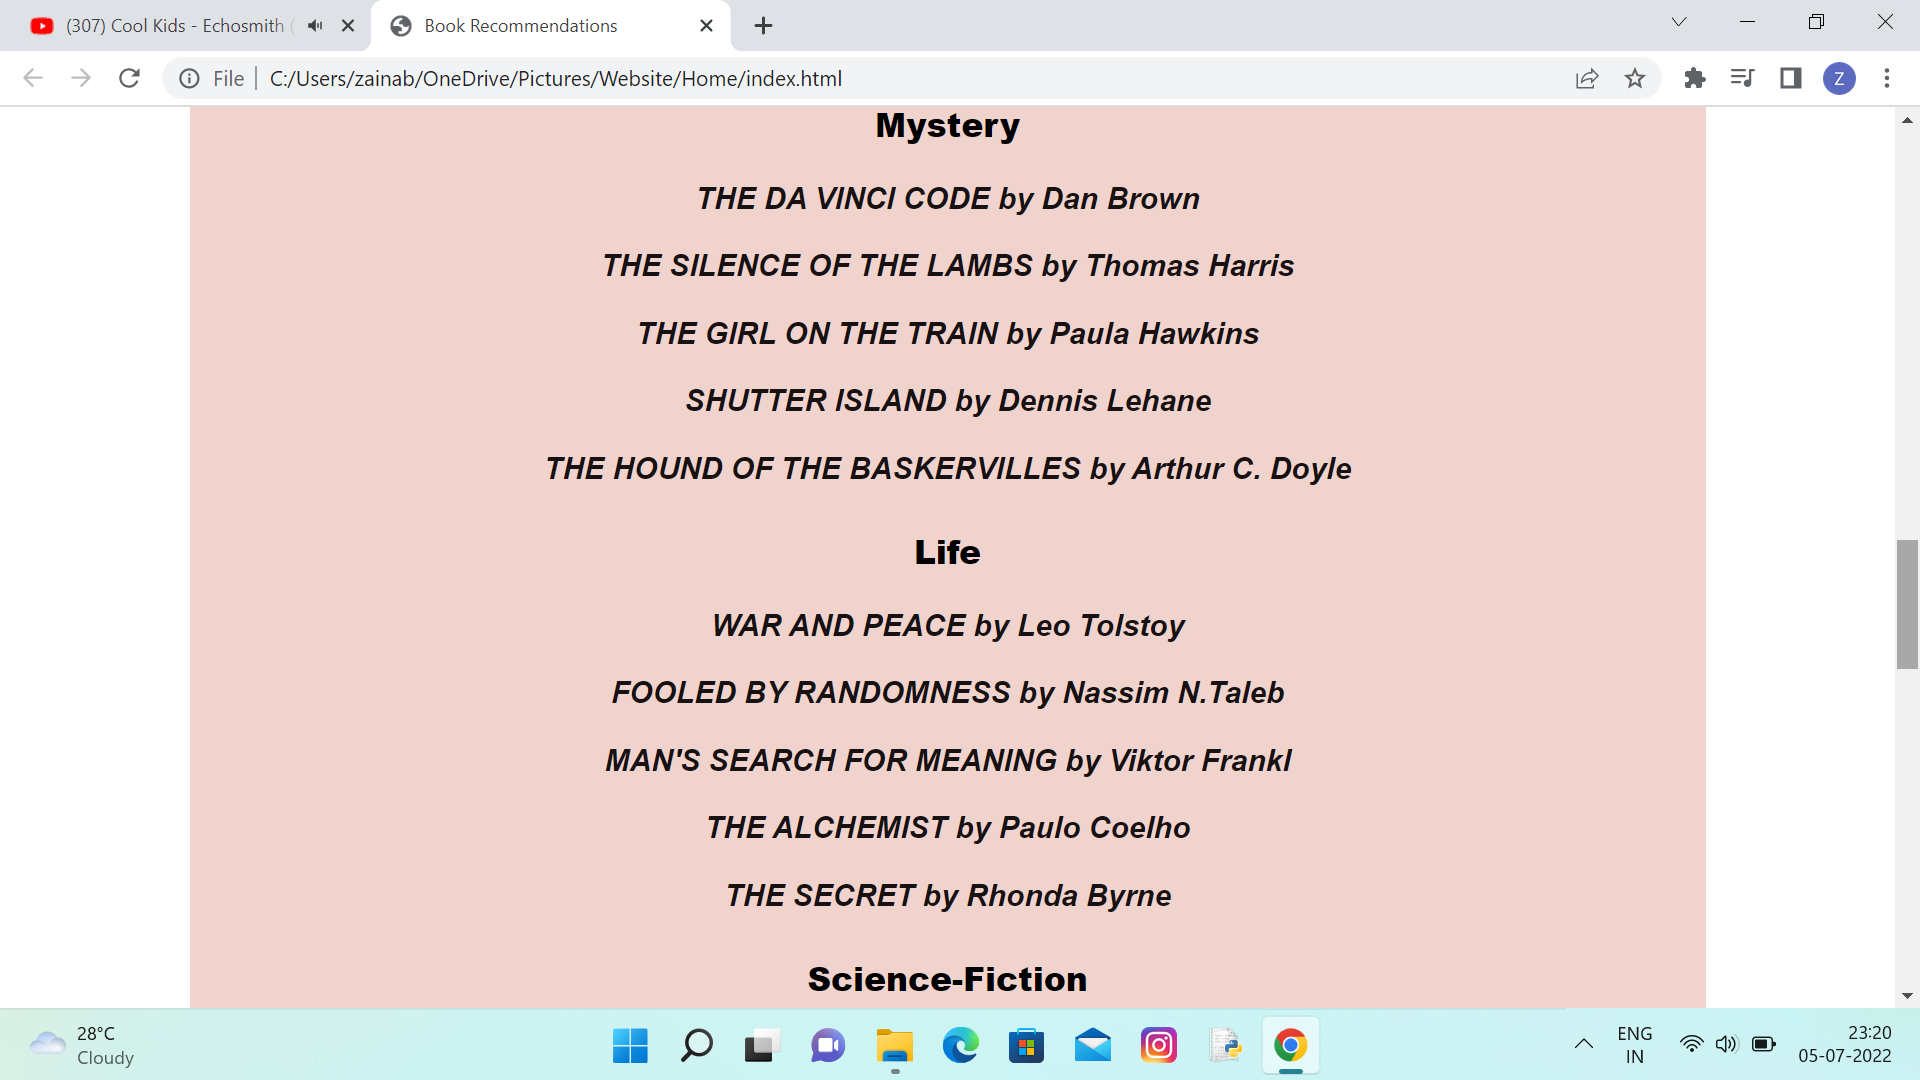 (307) Cool Kids - Echosmith
Book Recommendations
File
C:/Users/zainab/OneDrive/Pictures/Website/Home/index.html
Z
Mystery
THE DA VINCI CODE by Dan Brown
THE SILENCE OF THE LAMBS by Thomas Harris
THE GIRL ON THE TRAIN by Paula Hawkins
SHUTTER ISLAND by Dennis Lehane
THE HOUND OF THE BASKERVILLES by Arthur C. Doyle
Life
WAR AND PEACE by Leo Tolstoy
FOOLED BY RANDOMNESS by Nassim N.Taleb
MAN'S SEARCH FOR MEANING by Viktor Frankl
THE ALCHEMIST by Paulo Coelho
THE SECRET by Rhonda Byrne
Science-Fiction
28°C
Cloudy
ENG
IN
23:20
05-07-2022